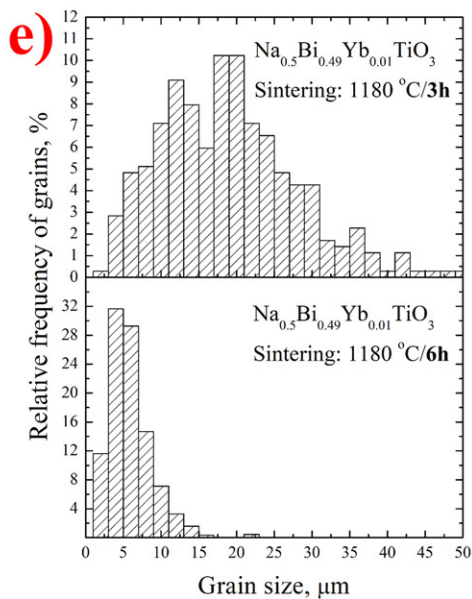 e)
12
11
10
9
8
7
6
5
4
3
2
1
0
Na0.5Bi0.49Yb0.01TiO3
Sintering: 1180 °C/3h
Relative frequency of grains, %
32
28
24
20
16
12
8
4
Na0.5Bi0.49Yb0.01TiO3
Sintering: 1180 °C/6h
0 5 10 15 20 25 30 35 40 45 50
Grain size, μm